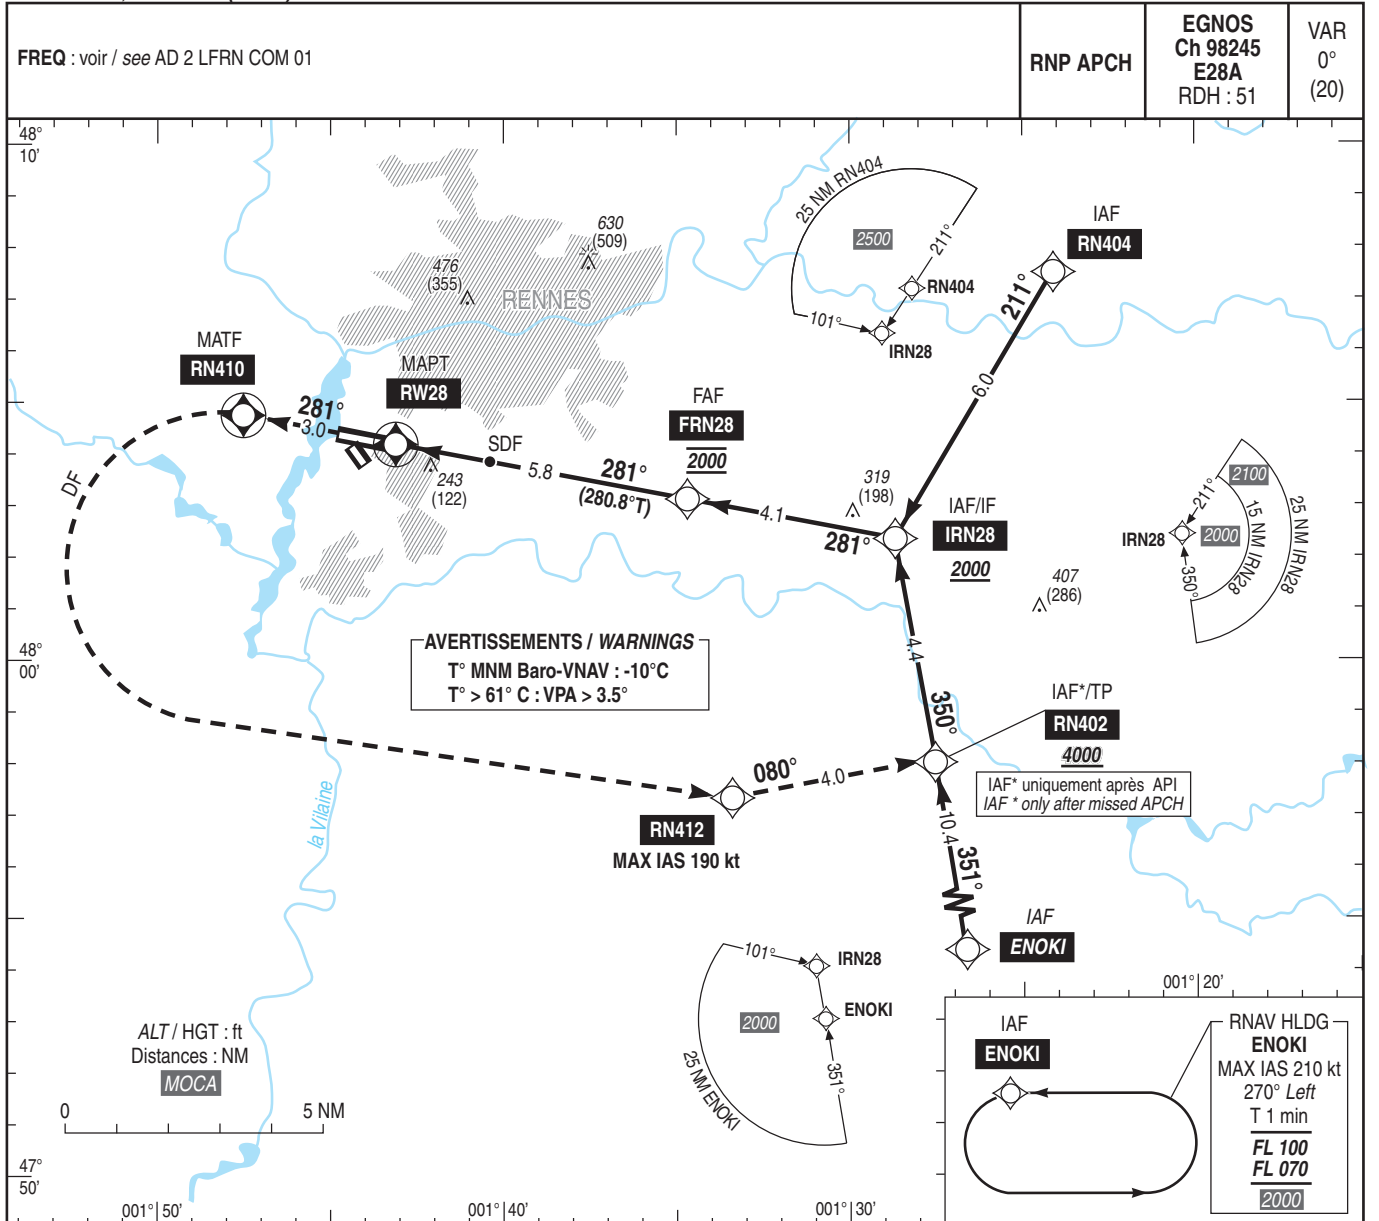 FREQ : voir / see AD 2 LFRN COM 01
RNP APCH
EGNOS
Ch 98245
E28A
RDH : 51
VAR
0°
(20)
48°
10'
25 NM RN404
2500
211°
RN404
101°
IRN28
IAF
RN404
211°
6.0
630
(509)
476
(355)
RENNES
MATF
RN410
281°
3.0
MAPT
RW28
SDF
243
(122)
5.8
281°
(280.8°T)
FAF
FRN28
2000
4.1
281°
319
(198)
IAF/IF
IRN28
2000
407
(286)
2100
211°
IRN28
2000
350°
15 NM IRN28
25 NM IRN28
DF
48°
00'
AVERTISSEMENTS / WARNINGS
T° MNM Baro-VNAV : -10°C
T° > 61° C : VPA > 3.5°
4.4
350°
IAF*/TP
RN402
4000
IAF* uniquement après API
IAF * only after missed APCH
080°
4.0
RN412
MAX IAS 190 kt
la Vilaine
10.4
351°
IAF
ENOKI
101°
IRN28
ENOKI
2000
351°
25 NM ENOKI
ALT / HGT : ft
Distances : NM
MOCA
0
5 NM
001° 20'
IAF
ENOKI
RNAV HLDG
ENOKI
MAX IAS 210 kt
270° Left
T 1 min
FL 100
FL 070
2000
47°
50'
001° 50'
001° 40'
001° 30'